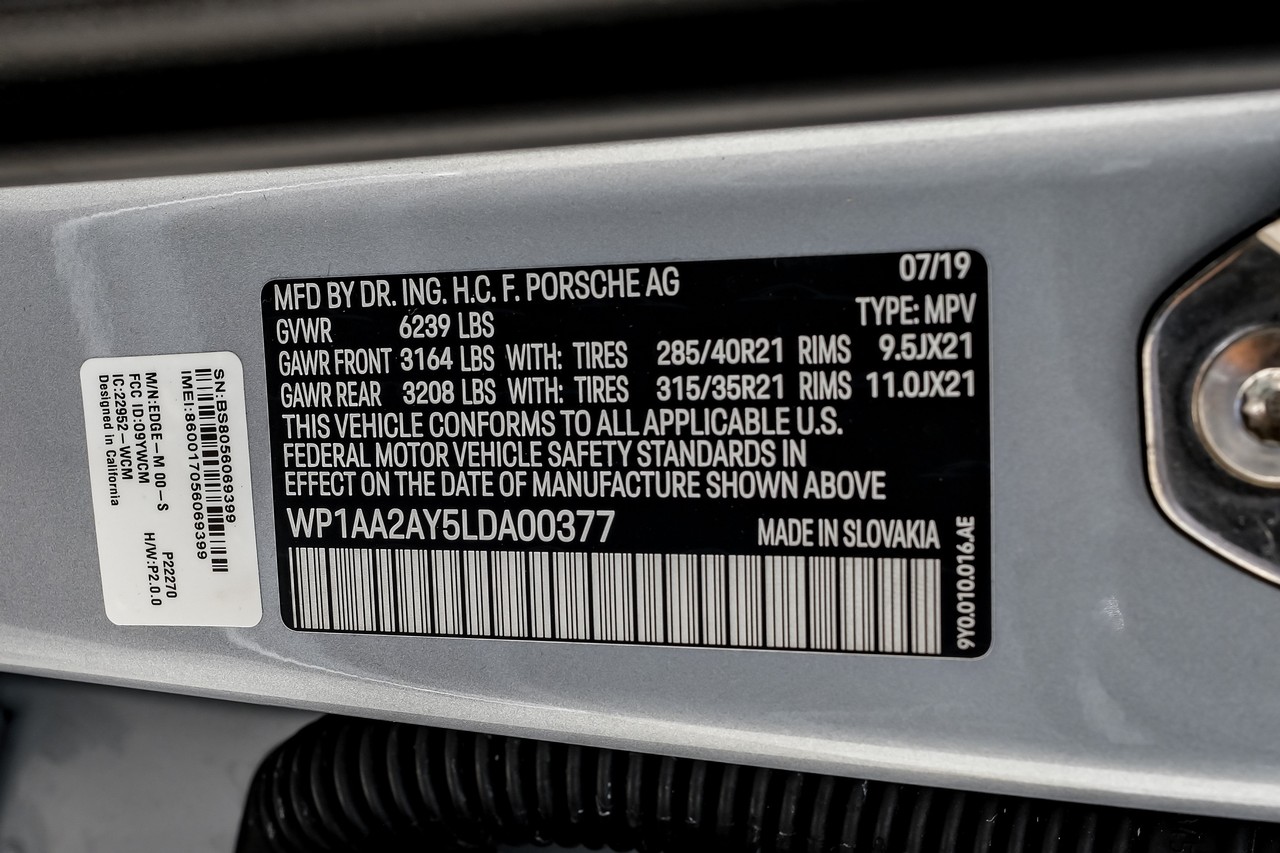 MFD BY DR. ING. H.C. F. PORSCHE AG 07/19
GVWR 6239 LBS TYPE: MPV
GAWR FRONT 3164 LBS WITH: TIRES 285/40R21 RIMS 9.5JX21
GAWR REAR 3208 LBS WITH: TIRES 315/35R21 RIMS 11.0JX21
THIS VEHICLE CONFORMS TO ALL APPLICABLE U.S.
FEDERAL MOTOR VEHICLE SAFETY STANDARDS IN
EFFECT ON THE DATE OF MANUFACTURE SHOWN ABOVE
WP1AA2AY5LDA00377 MADE IN SLOVAKIA
9Y0.010.016.AE
SN:BS8056069399
IMEI:860017056069399
M/N:EDGE-M 00-S P22270
FCC ID:09YWCM H/W:P2.0.0
IC:22952-WCM
Designed in California